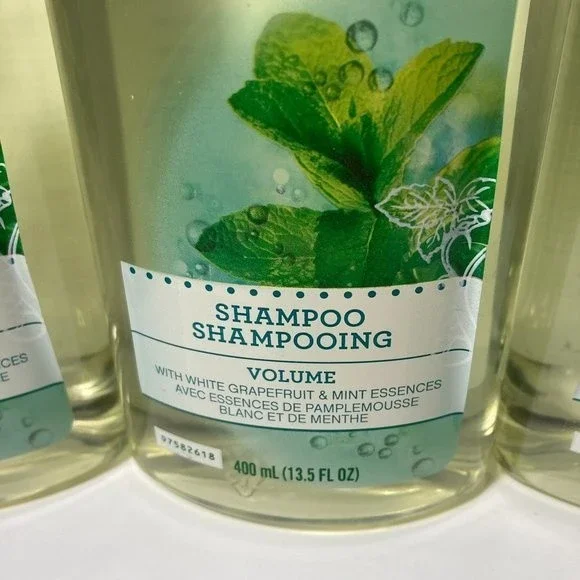 SHAMPOO
SHAMPOOING
VOLUME
WITH WHITE GRAPEFRUIT & MINT ESSENCES
AVEC ESSENCES DE PAMPLEMOUSSE
BLANC ET DE MENTHE
97582618
400 mL (13.5 FL OZ)